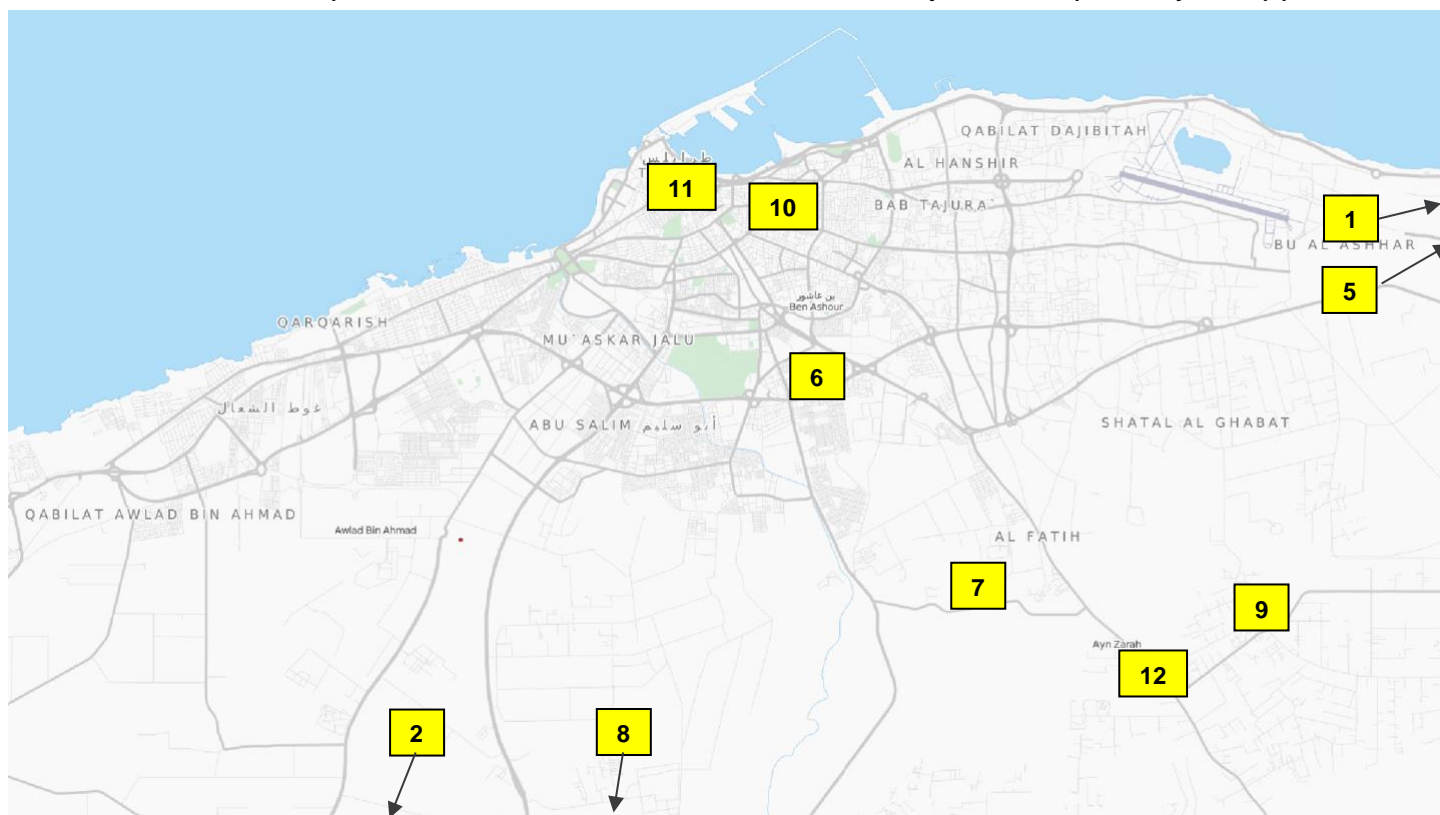 QABILAT DAJIBITAH
AL HANSHIR
طرابلس
11
10
BAB TAJURA`
1
BU AL ASHHAR
5
بن عاشور
Ben Ashour
QARQARISH
MU`ASKAR JALU
6
غوط الشعال
ABU SALIM أبو سليم
SHATAL AL GHABAT
QABILAT AWLAD BIN AHMAD
Awlad Bin Ahmad
AL FATIH
7
9
Ayn Zarah
12
2
8